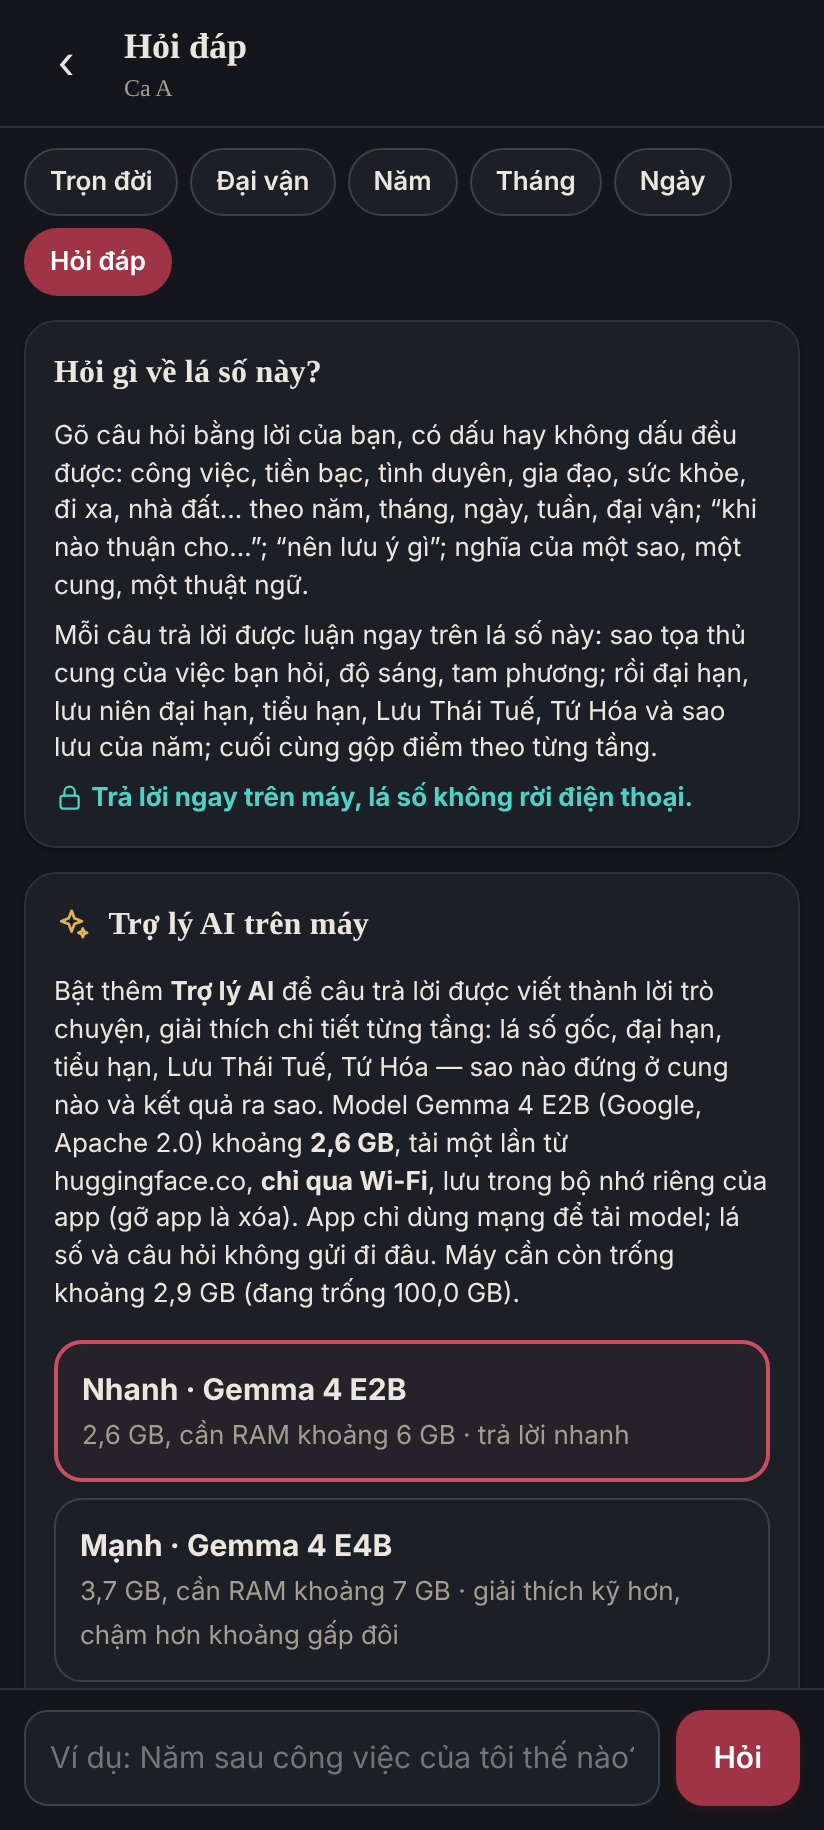 Hỏi đáp
Ca A
Trọn đời
Đại vận
Năm
Tháng
Ngày
Hỏi đáp
Hỏi gì về lá số này?
Gõ câu hỏi bằng lời của bạn, có dấu hay không dấu đều
được: công việc, tiền bạc, tình duyên, gia đạo, sức khỏe,
đi xa, nhà đất... theo năm, tháng, ngày, tuần, đại vận; “khi
nào thuận cho...”; “nên lưu ý gì”; nghĩa của một sao, một
cung, một thuật ngữ.
Mỗi câu trả lời được luận ngay trên lá số này: sao tọa thủ
cung của việc bạn hỏi, độ sáng, tam phương; rồi đại hạn,
lưu niên đại hạn, tiểu hạn, Lưu Thái Tuế, Tứ Hóa và sao
lưu của năm; cuối cùng gộp điểm theo từng tầng.
Trả lời ngay trên máy, lá số không rời điện thoại.
Trợ lý AI trên máy
Bật thêm Trợ lý AI để câu trả lời được viết thành lời trò
chuyện, giải thích chi tiết từng tầng: lá số gốc, đại hạn,
tiểu hạn, Lưu Thái Tuế, Tứ Hóa — sao nào đứng ở cung
nào và kết quả ra sao. Model Gemma 4 E2B (Google,
Apache 2.0) khoảng 2,6 GB, tải một lần từ
huggingface.co, chỉ qua Wi-Fi, lưu trong bộ nhớ riêng của
app (gỡ app là xóa). App chỉ dùng mạng để tải model; lá
số và câu hỏi không gửi đi đâu. Máy cần còn trống
khoảng 2,9 GB (đang trống 100,0 GB).
Nhanh · Gemma 4 E2B
2,6 GB, cần RAM khoảng 6 GB · trả lời nhanh
Mạnh · Gemma 4 E4B
3,7 GB, cần RAM khoảng 7 GB · giải thích kỹ hơn,
chậm hơn khoảng gấp đôi
Ví dụ: Năm sau công việc của tôi thế nào?
Hỏi